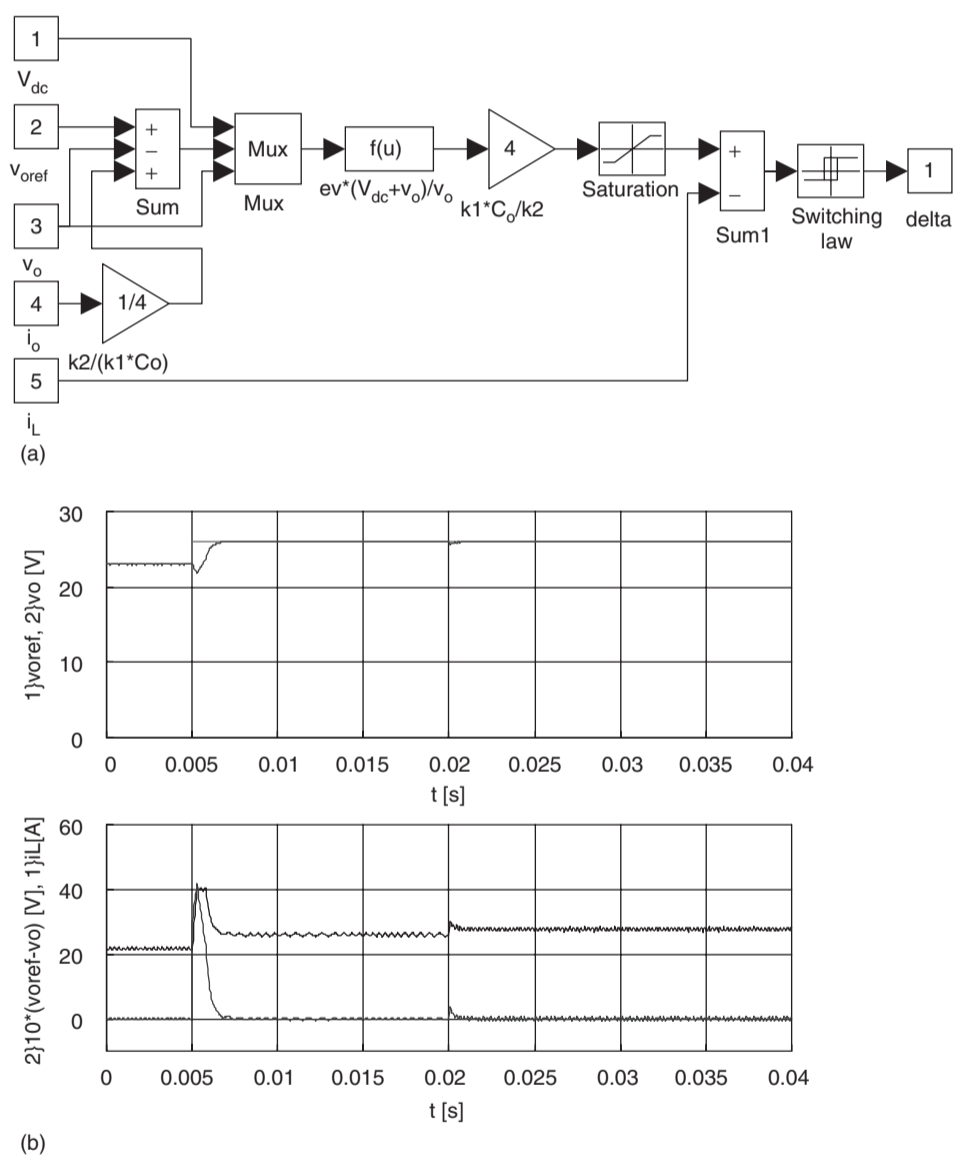 1
V_dc
2
v_oref
3
v_o
4
i_o
5
i_L
+
−
+
Sum
1/4
k2/(k1*Co)
Mux
Mux
f(u)
ev*(V_dc+v_o)/v_o
4
k1*C_o/k2
Saturation
+
−
Sum1
Switching
law
1
delta
(a)
1}voref, 2}vo [V]
30
20
10
0
0 0.005 0.01 0.015 0.02 0.025 0.03 0.035 0.04
t [s]
2}10*(voref-vo) [V], 1}iL[A]
60
40
20
0
0 0.005 0.01 0.015 0.02 0.025 0.03 0.035 0.04
t [s]
(b)